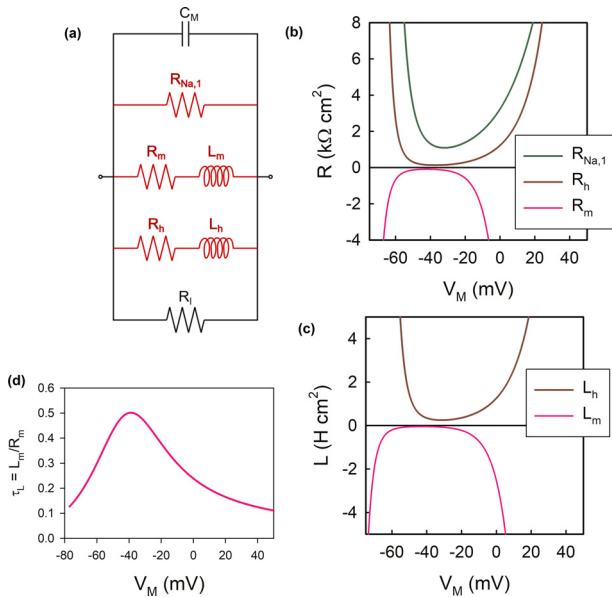 (a)
C_M
R_Na,1
R_m
L_m
R_h
L_h
R_l
(b)
R (kΩ cm²)
8
6
4
2
0
2
-4
-60 -40 -20 0 20 40
V_M (mV)
R_Na,1
R_h
R_m
(c)
L (H cm²)
4
2
0
-2
-4
-60 -40 -20 0 20 40
V_M (mV)
L_h
L_m
(d)
τ_L = L_m/R_m
0.6
0.5
0.4
0.3
0.2
0.1
0.0
-80 -60 -40 -20 0 20 40
V_M (mV)